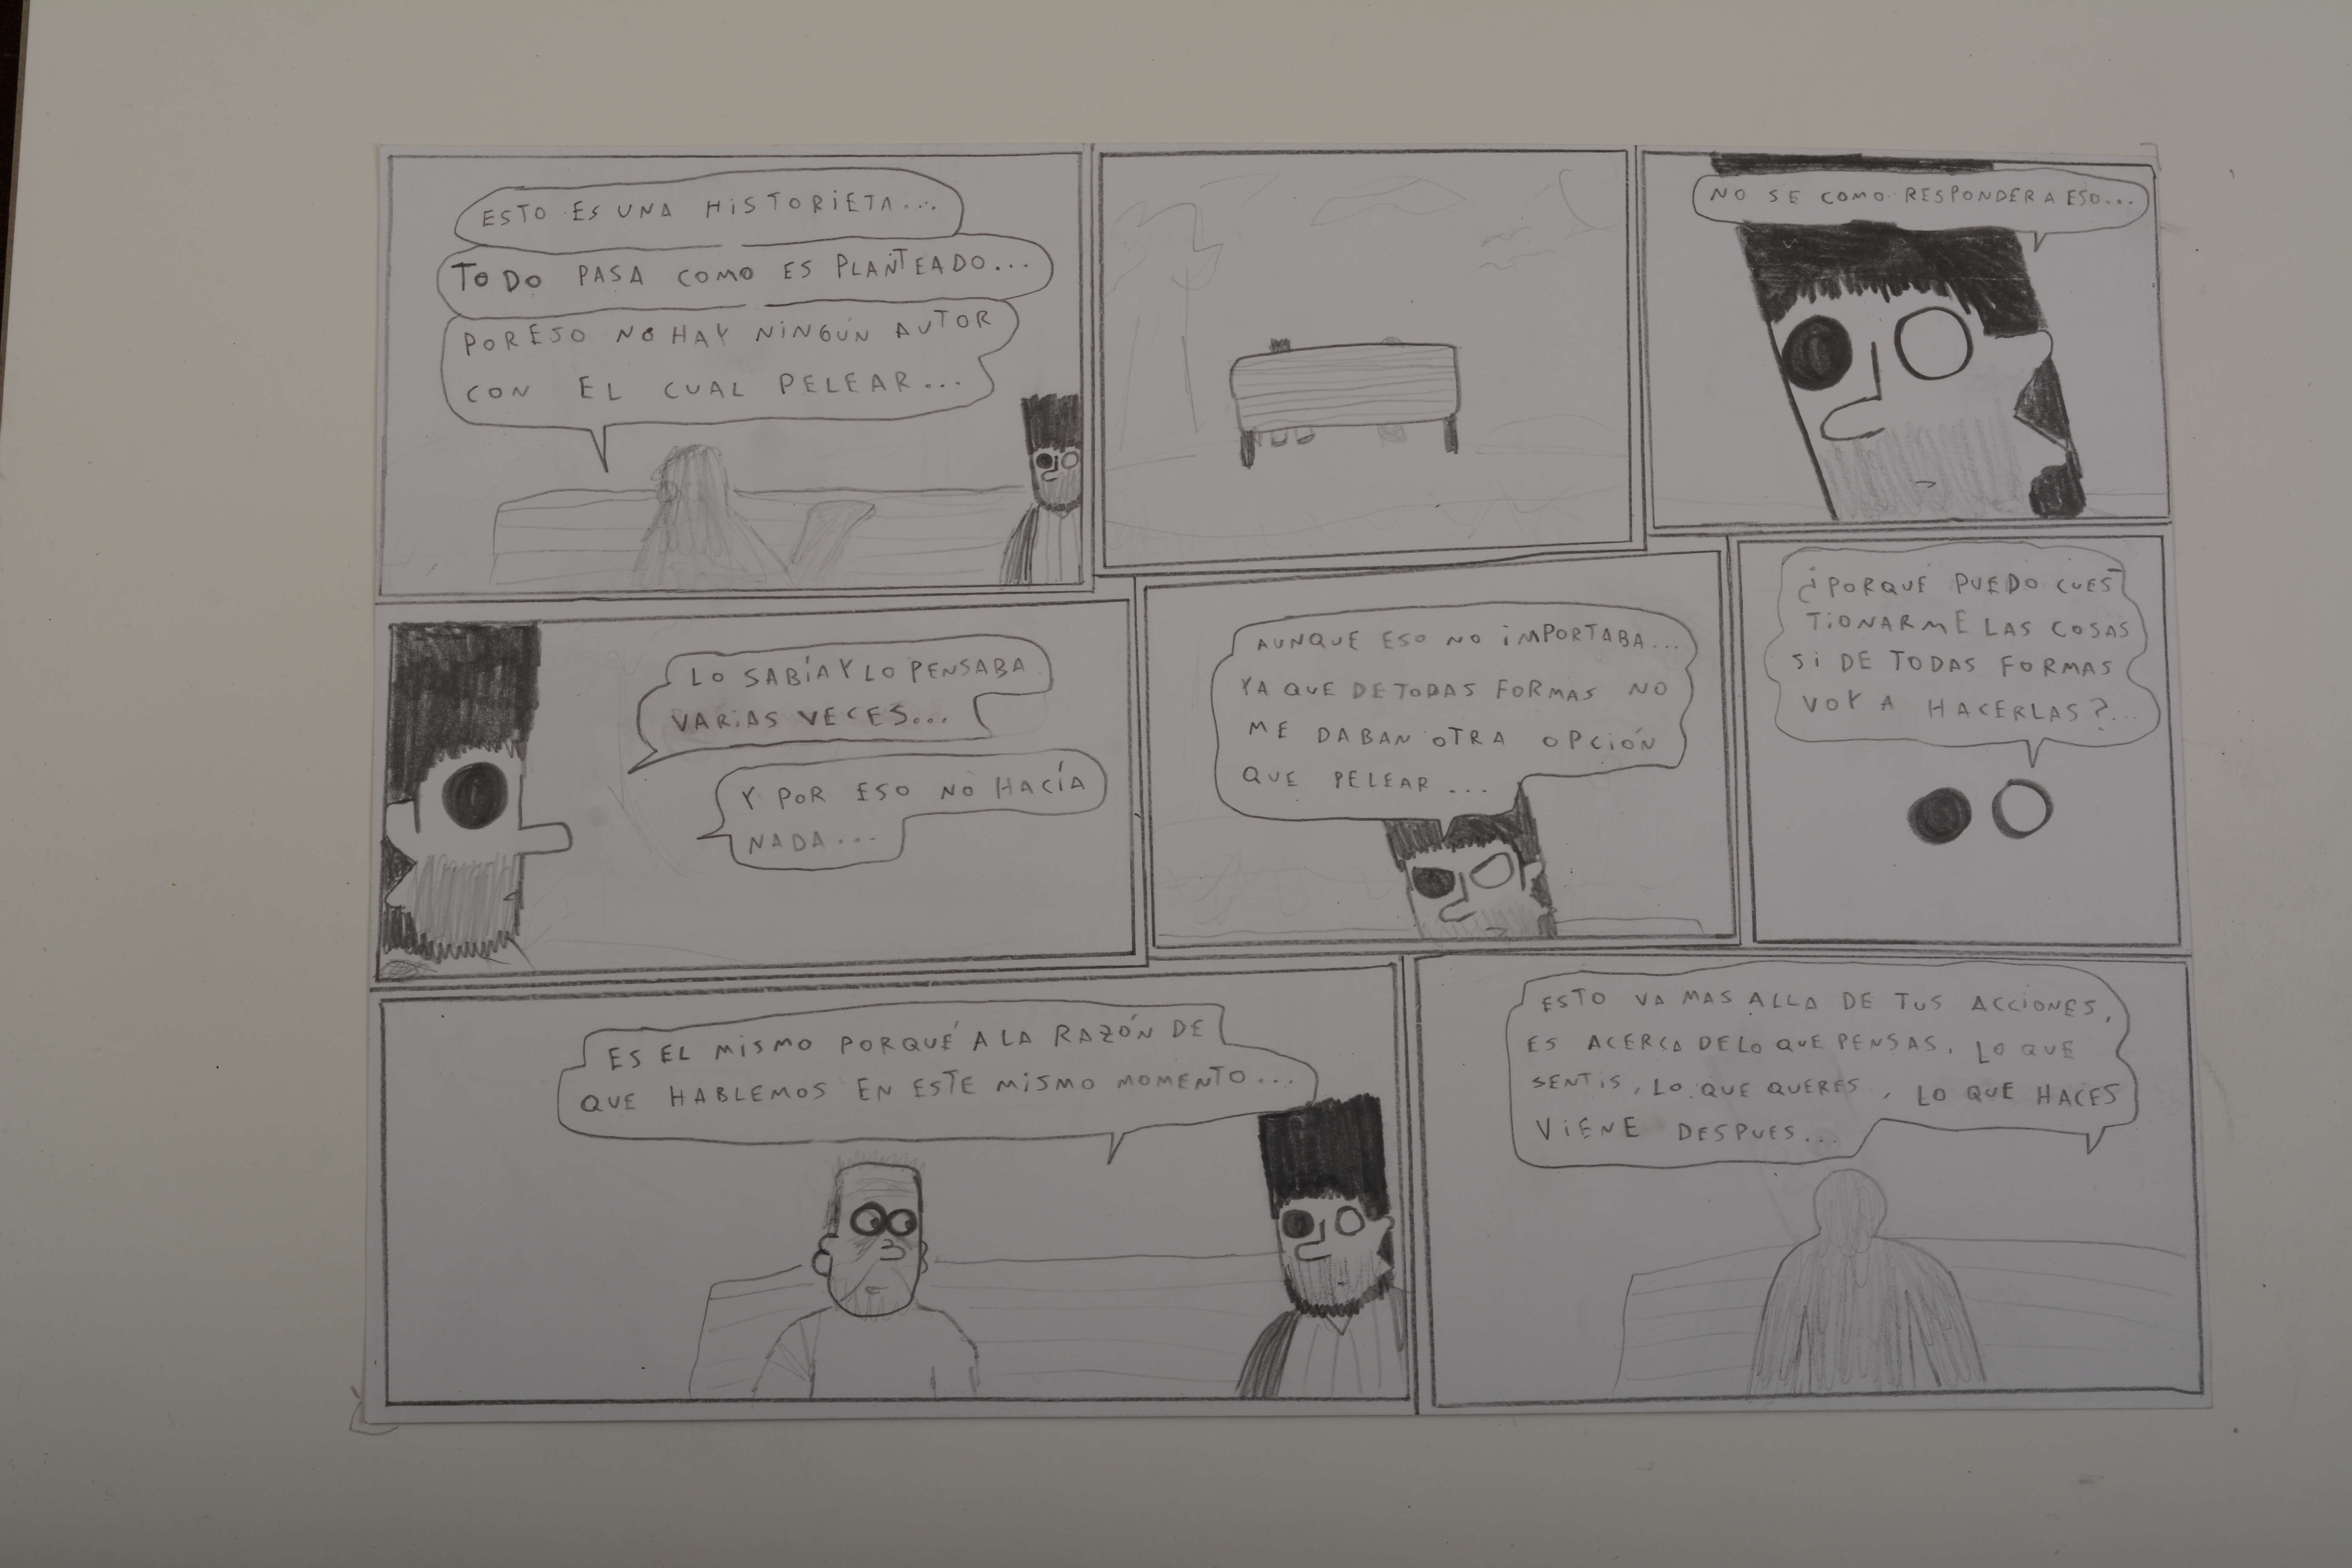 ESTO ES UNA HISTORIETA...
TODO PASA COMO ES PLANTEADO...
POR ESO NO HAY NINGÚN AUTOR
CON EL CUAL PELEAR...
NO SE COMO RESPONDER A ESO...
LO SABÍA Y LO PENSABA
VARIAS VECES...
Y POR ESO NO HACÍA
NADA...
AUNQUE ESO NO IMPORTABA...
YA QUE DE TODAS FORMAS NO
ME DABAN OTRA OPCIÓN
QUE PELEAR...
¿PORQUÉ PUEDO CUES
TIONARME LAS COSAS
SI DE TODAS FORMAS
VOY A HACERLAS?...
ES EL MISMO PORQUÉ A LA RAZÓN DE
QUE HABLEMOS EN ESTE MISMO MOMENTO...
ESTO VA MAS ALLA DE TUS ACCIONES,
ES ACERCA DE LO QUE PENSAS, LO QUE
SENTIS, LO QUE QUERES, LO QUE HACES
VIENE DESPUES...